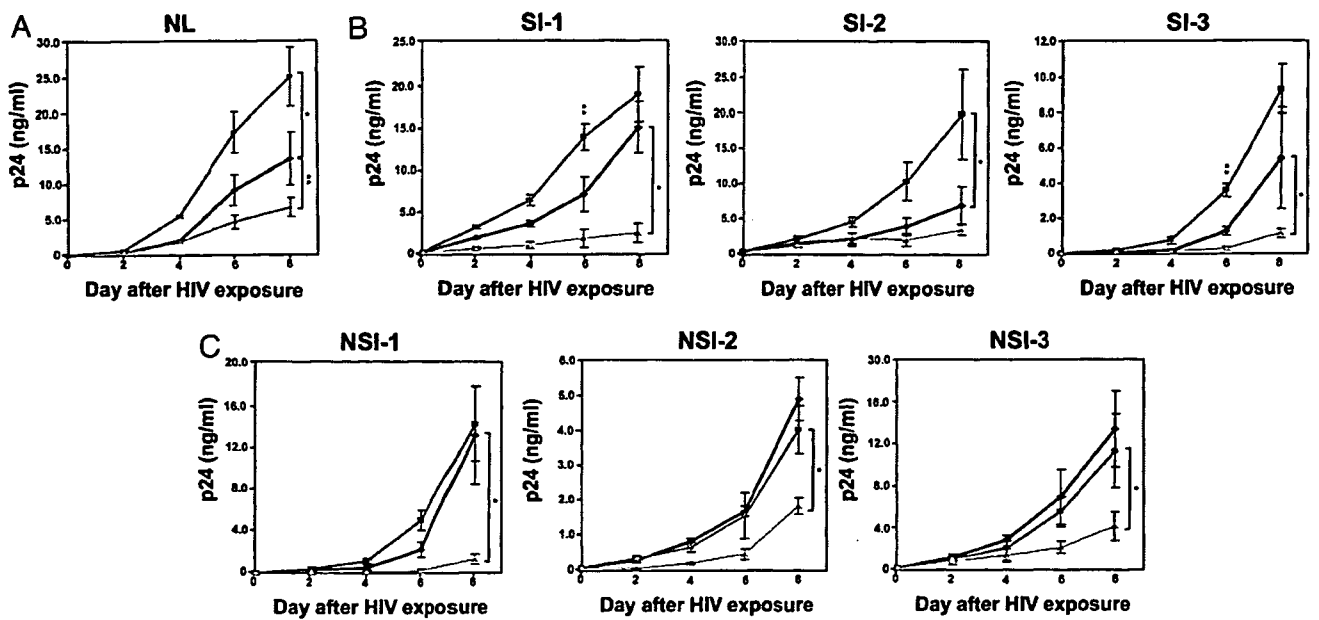 A
NL
30.0
25.0
20.0
15.0
10.0
5.0
0
p24 (ng/ml)
0 2 4 6 8
Day after HIV exposure
B
SI-1
25.0
20.0
15.0
10.0
5.0
0
p24 (ng/ml)
0 2 4 6 8
Day after HIV exposure
SI-2
30.0
25.0
20.0
15.0
10.0
5.0
0
p24 (ng/ml)
0 2 4 6 8
Day after HIV exposure
SI-3
12.0
10.0
8.0
6.0
4.0
2.0
0
p24 (ng/ml)
0 2 4 6 8
Day after HIV exposure
C
NSI-1
20.0
16.0
12.0
8.0
4.0
0
p24 (ng/ml)
0 2 4 6 8
Day after HIV exposure
NSI-2
6.0
5.0
4.0
3.0
2.0
1.0
0
p24 (ng/ml)
0 2 4 6 8
Day after HIV exposure
NSI-3
30.0
16.0
12.0
8.0
4.0
0
p24 (ng/ml)
0 2 4 6 8
Day after HIV exposure